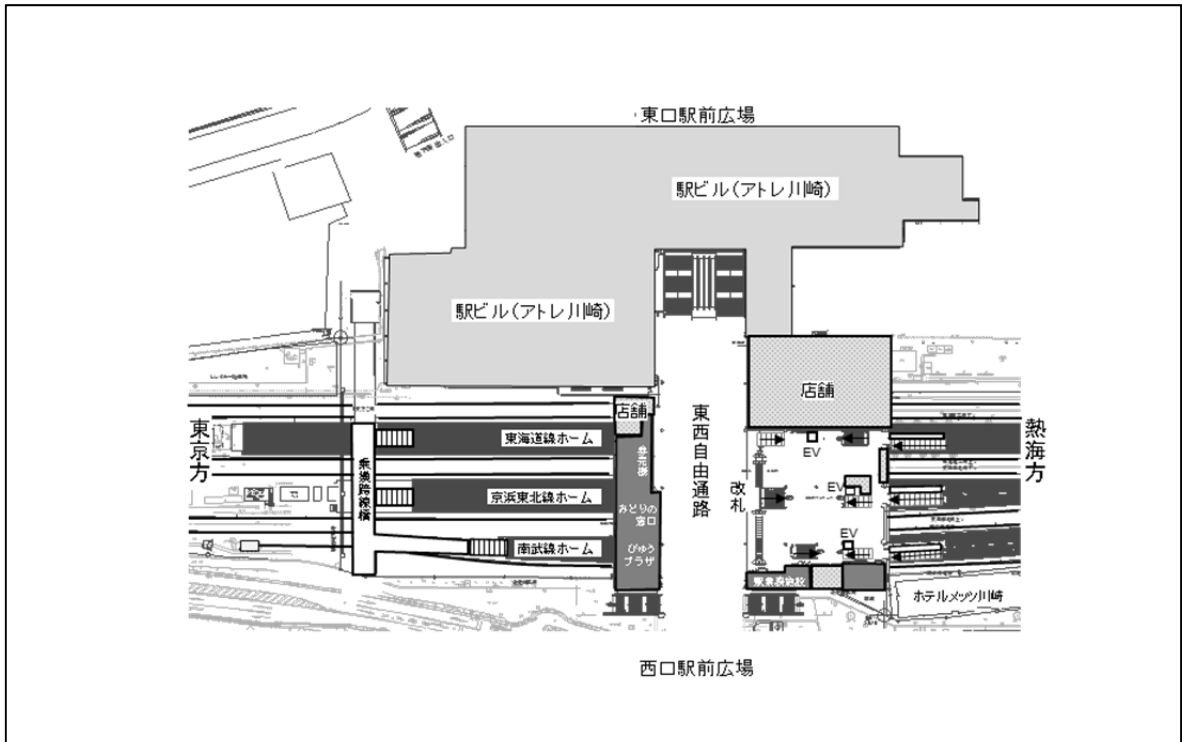 東口駅前広場
駅ビル(アトレ川崎)
駅ビル(アトレ川崎)
店舗
店舗
東京方
熱海方
東西自由通路
改札
乗換跨線橋
東海道線ホーム
京浜東北線ホーム
南武線ホーム
券売機
みどりの
窓口
びゅう
プラザ
EV
EV
EV
ホテルメッツ川崎
西口駅前広場